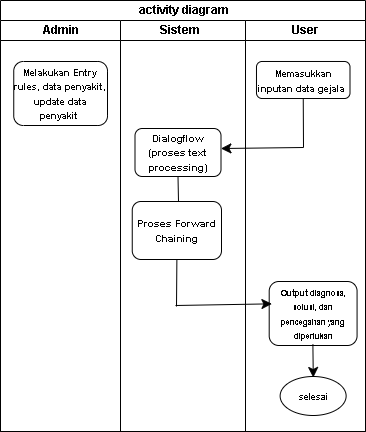 activity diagram
Admin
Sistem
User
Melakukan Entry
rules, data penyakit,
update data
penyakit
Memasukkan
inputan data gejala
Dialogflow
(proses text
processing)
Proses Forward
Chaining
Output diagnosa,
solusi, dan
pencegahan yang
diperlukan
selesai